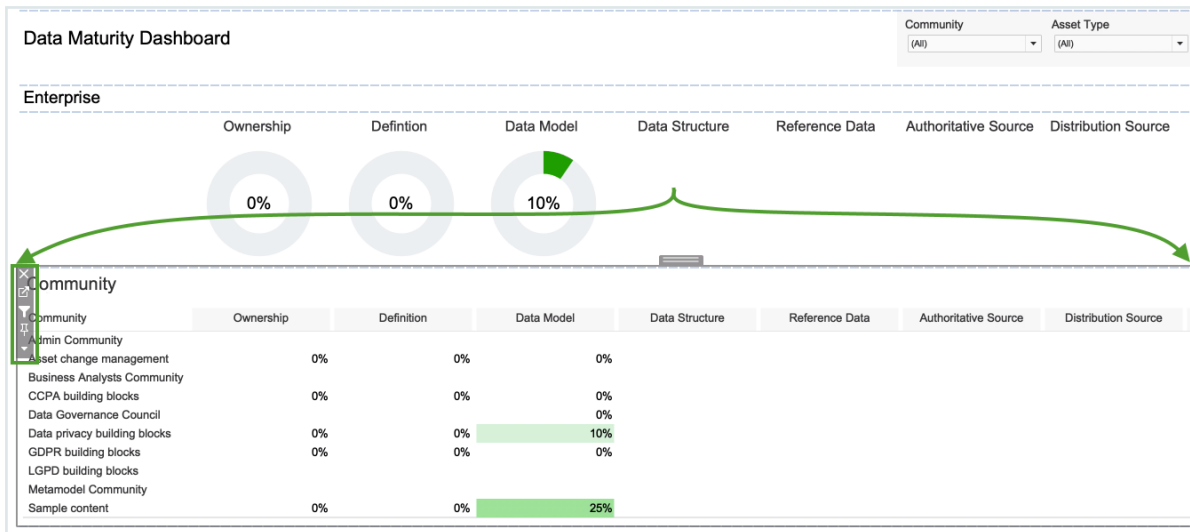 Data Maturity Dashboard
Community Asset Type
(All) (All)
Enterprise
Ownership Defintion Data Model Data Structure Reference Data Authoritative Source Distribution Source
0% 0% 10%
Community
Community Ownership Definition Data Model Data Structure Reference Data Authoritative Source Distribution Source
Admin Community
Asset change management 0% 0% 0%
Business Analysts Community
CCPA building blocks 0% 0% 0%
Data Governance Council 0%
Data privacy building blocks 0% 0% 10%
GDPR building blocks 0% 0% 0%
LGPD building blocks
Metamodel Community
Sample content 0% 0% 25%